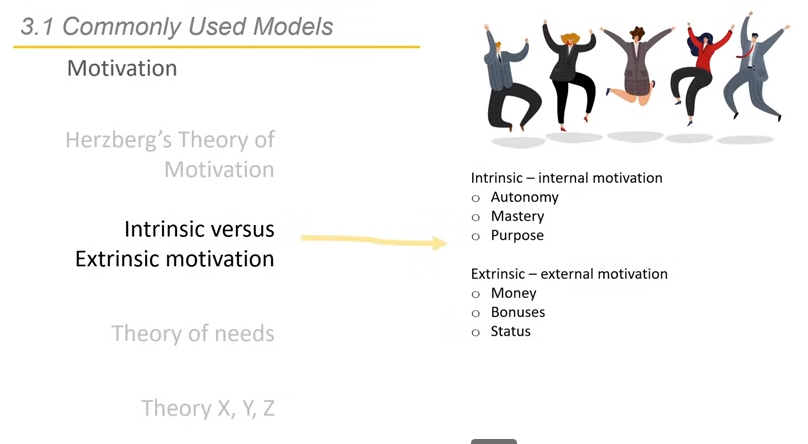 3.1 Commonly Used Models
Motivation
Herzberg’s Theory of
Motivation
Intrinsic versus
Extrinsic motivation
Theory of needs
Theory X, Y, Z
Intrinsic – internal motivation
o Autonomy
o Mastery
o Purpose
Extrinsic – external motivation
o Money
o Bonuses
o Status